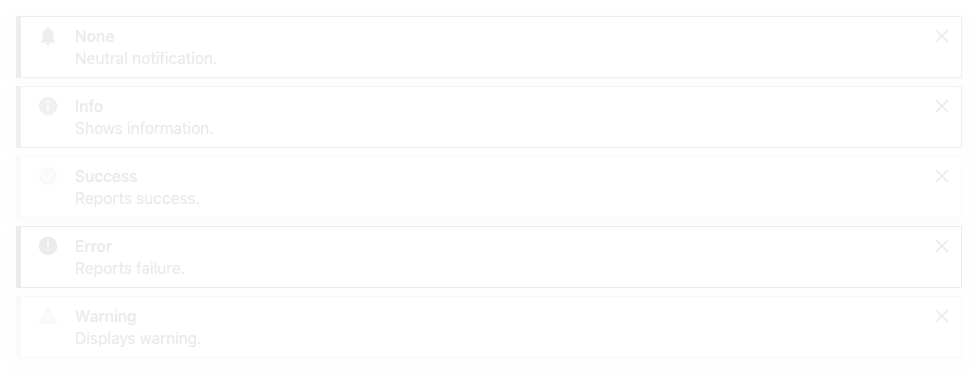 None
Neutral notification.
Info
Shows information.
Success
Reports success.
Error
Reports failure.
Warning
Displays warning.